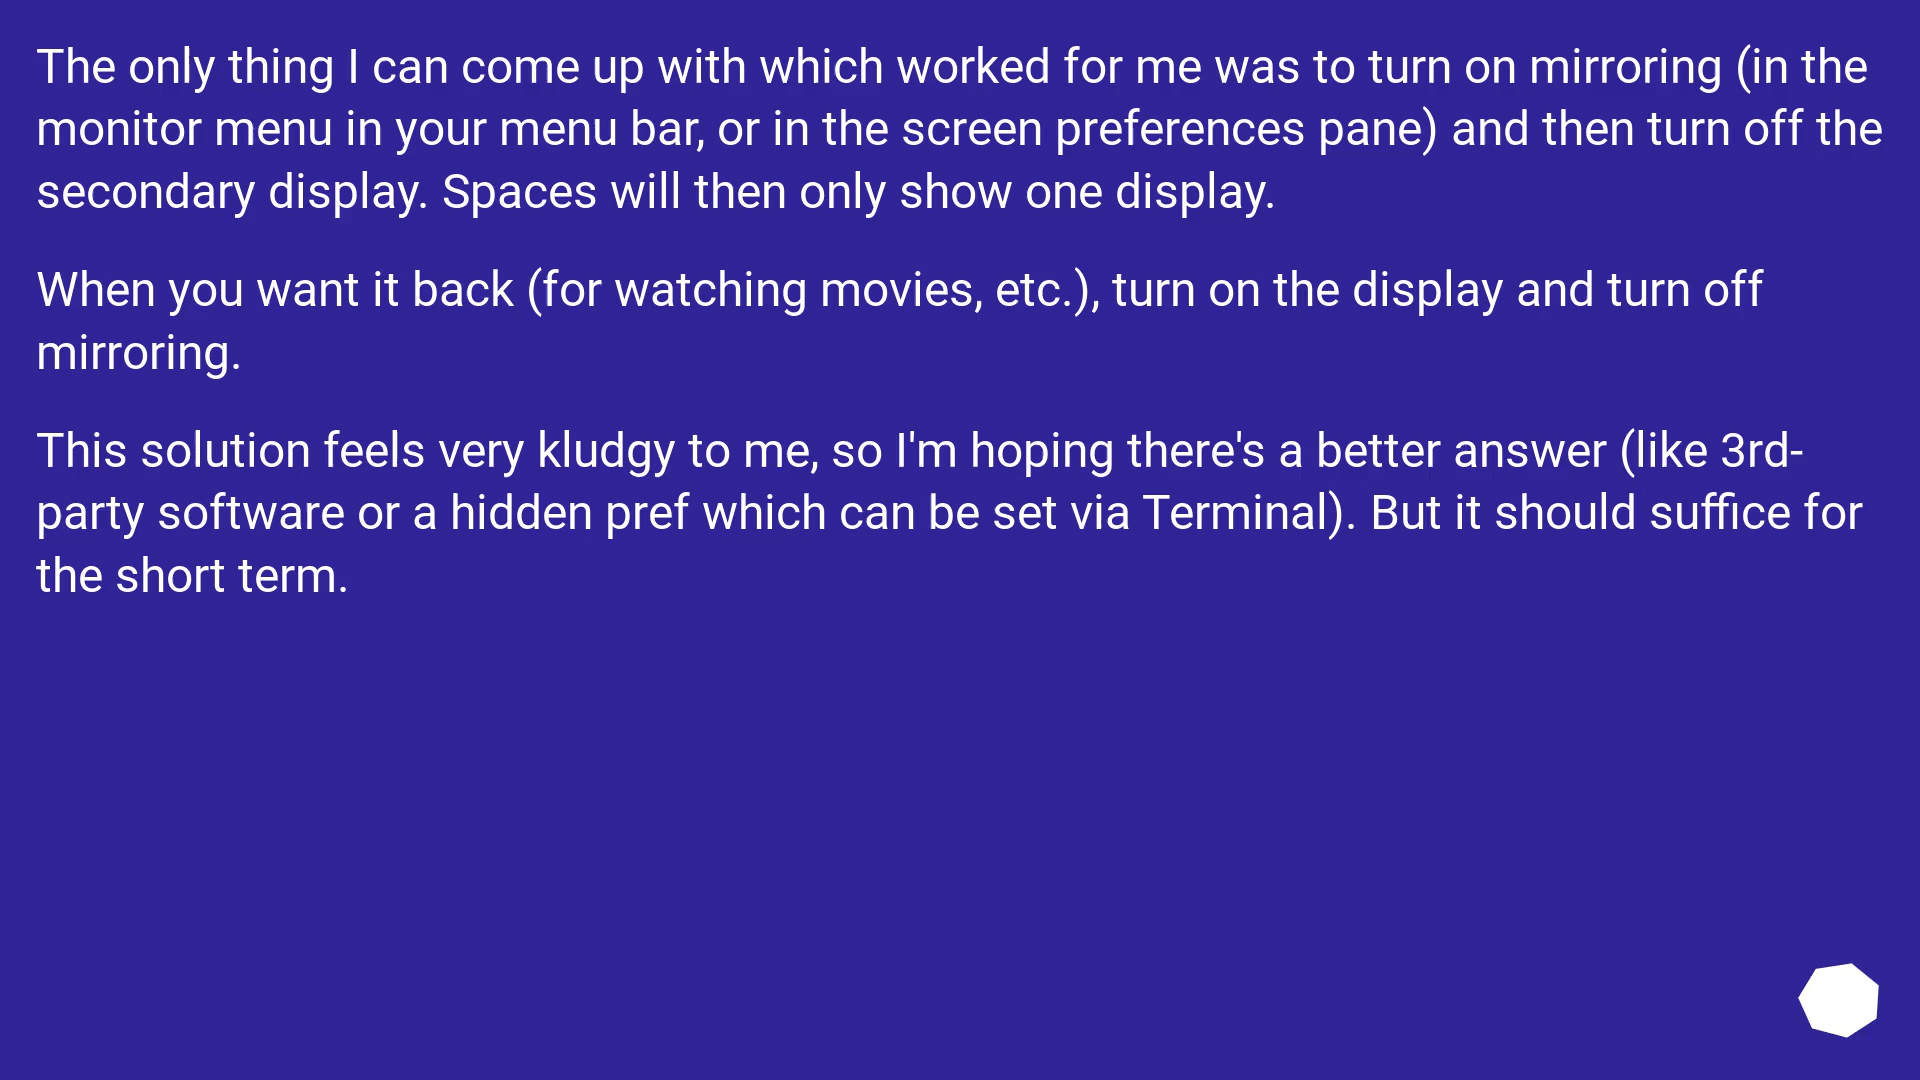 The only thing I can come up with which worked for me was to turn on mirroring (in the
monitor menu in your menu bar, or in the screen preferences pane) and then turn off the
secondary display. Spaces will then only show one display.
When you want it back (for watching movies, etc.), turn on the display and turn off
mirroring.
This solution feels very kludgy to me, so I'm hoping there's a better answer (like 3rd-
party software or a hidden pref which can be set via Terminal). But it should suffice for
the short term.